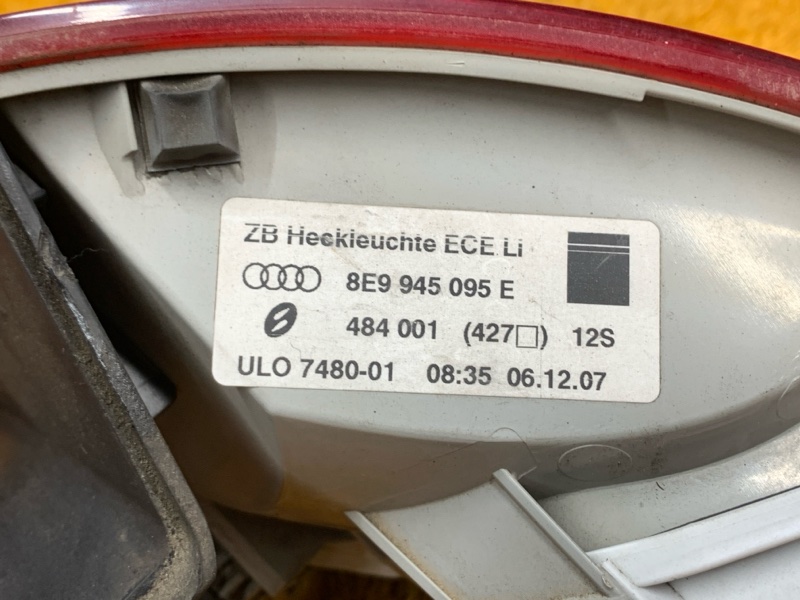 ZB Heckleuchte ECE Li
8E9 945 095 E
484 001 (427□) 12S
ULO 7480-01 08:35 06.12.07